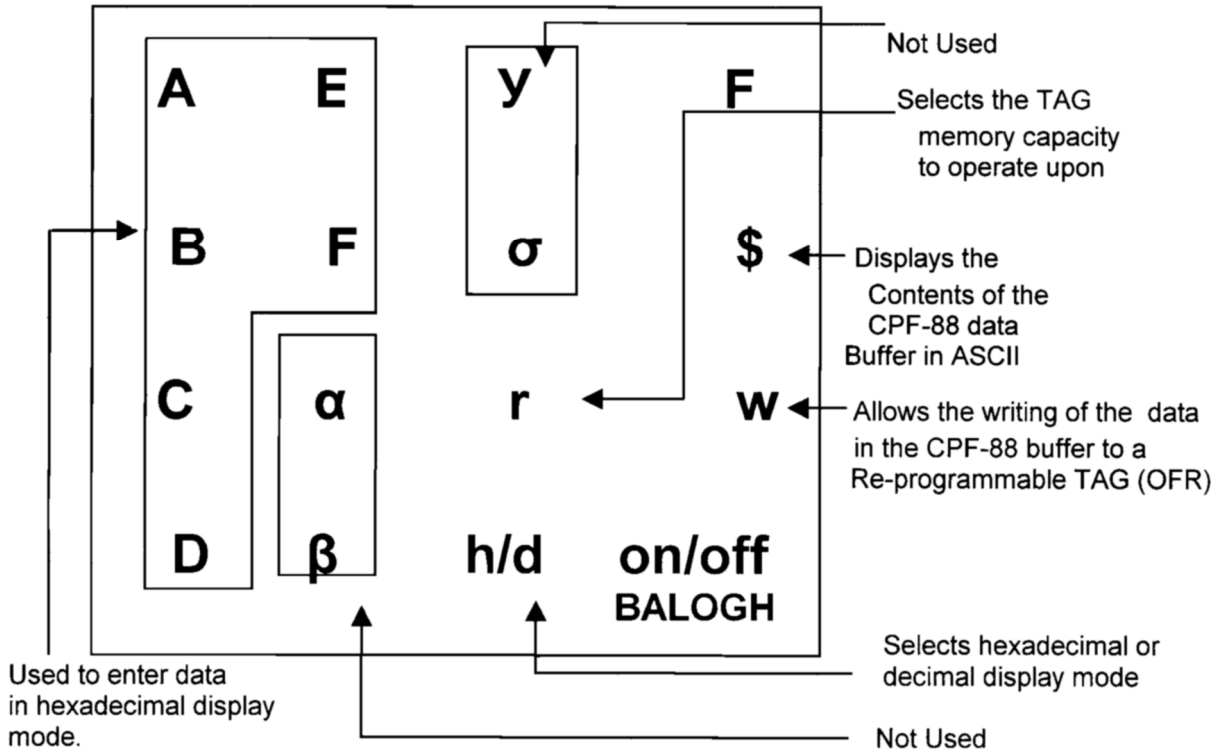 Not Used
A E у F
Selects the TAG
memory capacity
to operate upon
B F σ $
Displays the
Contents of the
CPF-88 data
Buffer in ASCII
C α r w
Allows the writing of the data
in the CPF-88 buffer to a
Re-programmable TAG (OFR)
D β h/d on/off
BALOGH
Selects hexadecimal or
decimal display mode
Used to enter data
in hexadecimal display
mode.
Not Used